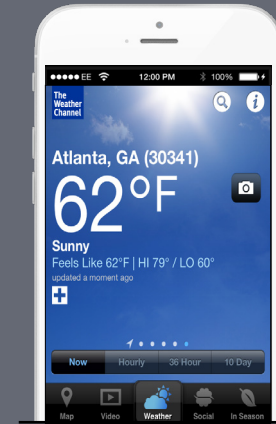 EE 12:00 PM 100%
The
Weather
Channel
Atlanta, GA (30341)
62°F
Sunny
Feels Like 62°F | HI 79° / LO 60°
updated a moment ago
Now Hourly 36 Hour 10 Day
Map Video Weather Social In Season